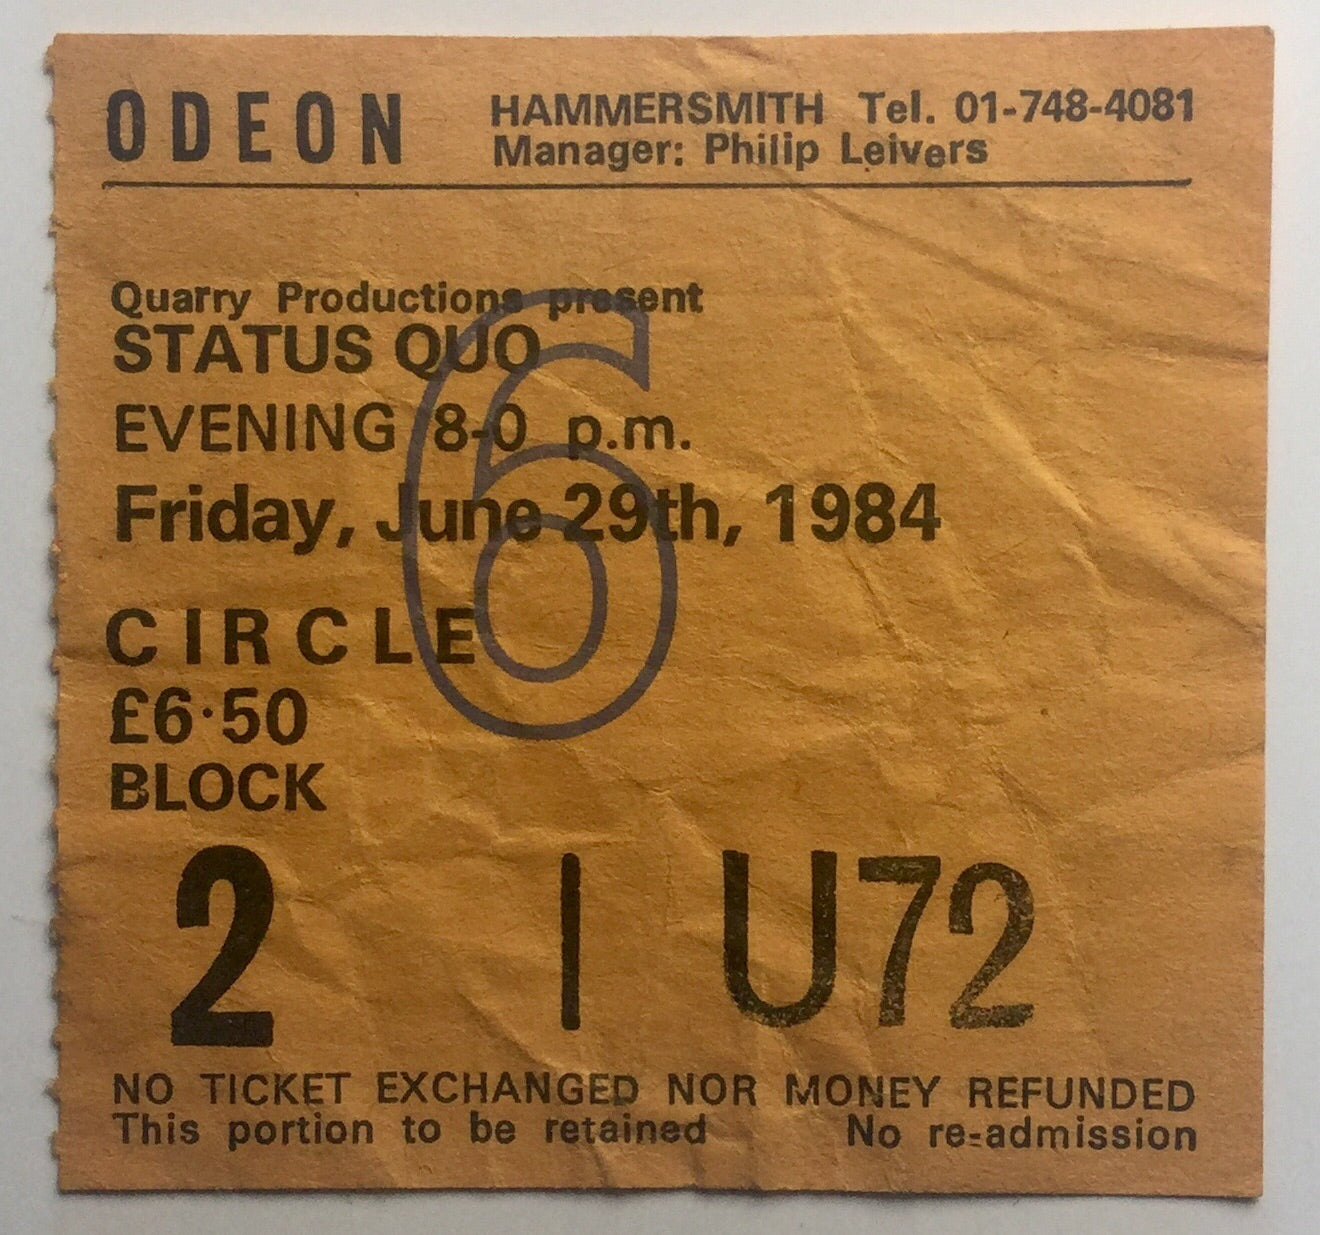 ODEON HAMMERSMITH Tel. 01-748-4081
Manager: Philip Leivers
Quarry Productions present
STATUS QUO
EVENING 8-0 p.m.
Friday, June 29th, 1984
6
CIRCLE
£6·50
BLOCK
2 | U72
NO TICKET EXCHANGED NOR MONEY REFUNDED
This portion to be retained No re-admission